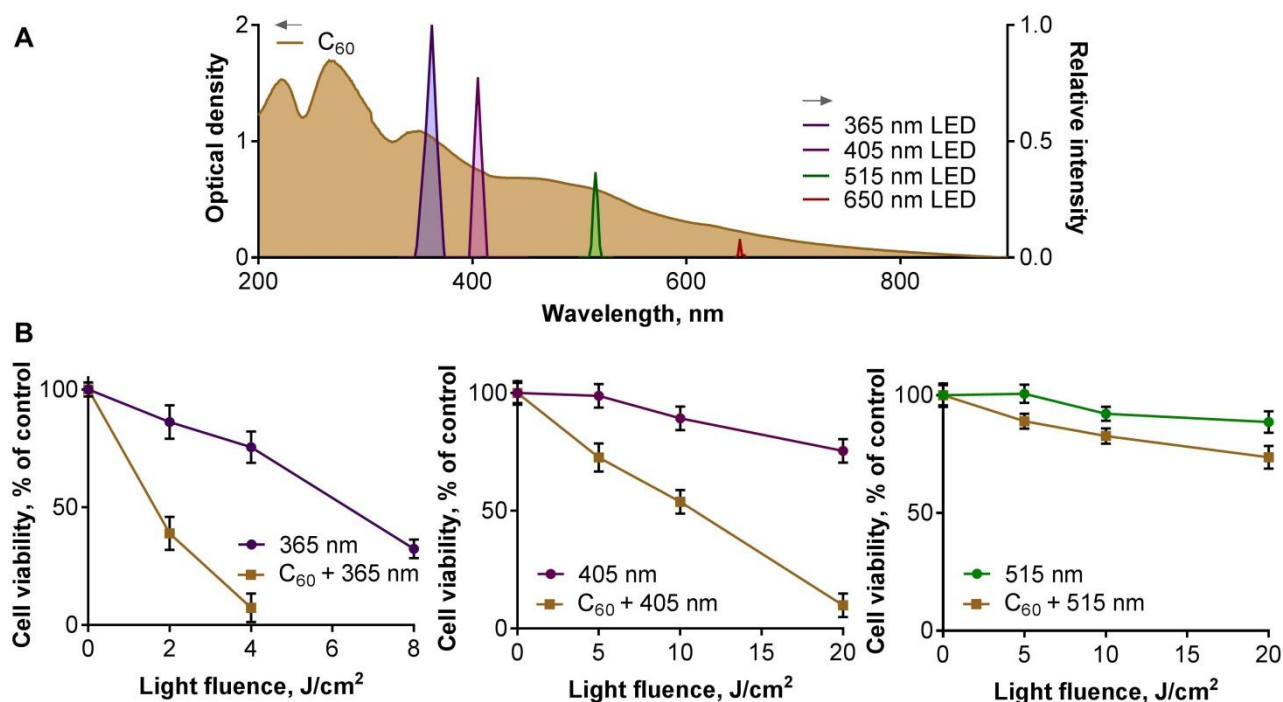 A
C₆₀
Optical density
2
1
0
200
400
600
800
Wavelength, nm
1.0
0.5
0.0
Relative intensity
365 nm LED
405 nm LED
515 nm LED
650 nm LED
B
Cell viability, % of control
100
50
0
0 2 4 6 8
Light fluence, J/cm²
365 nm
C₆₀ + 365 nm
Cell viability, % of control
100
50
0
0 5 10 15 20
Light fluence, J/cm²
405 nm
C₆₀ + 405 nm
Cell viability, % of control
100
50
0
0 5 10 15 20
Light fluence, J/cm²
515 nm
C₆₀ + 515 nm